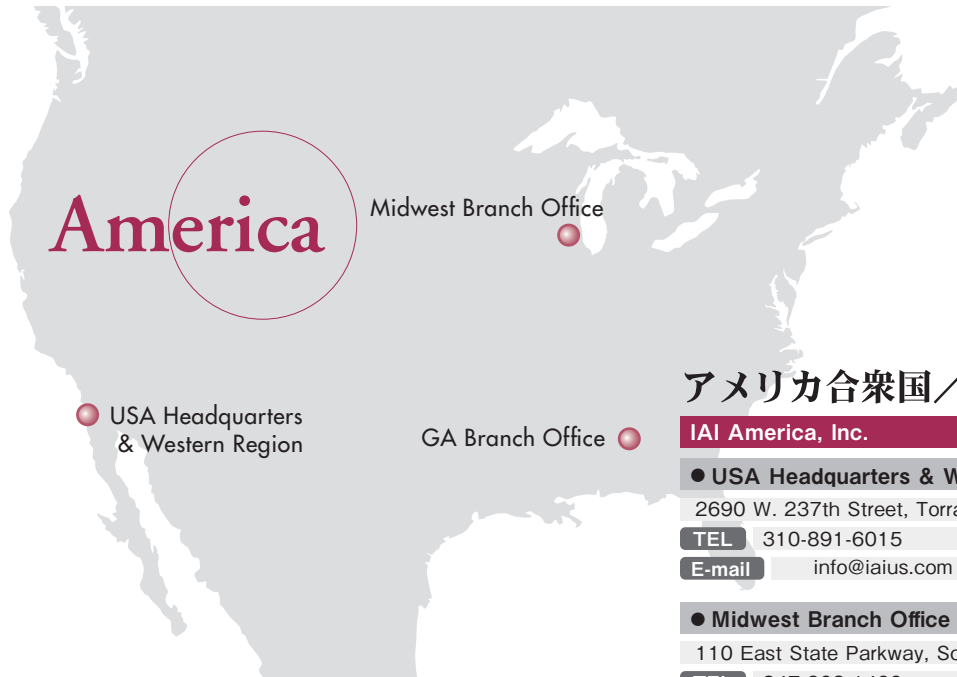 America
Midwest Branch Office
USA Headquarters
& Western Region
GA Branch Office
アメリカ合衆国／
IAI America, Inc.
● USA Headquarters & W
2690 W. 237th Street, Torra
TEL 310-891-6015
E-mail info@iaius.com
● Midwest Branch Office
110 East State Parkway, Sc